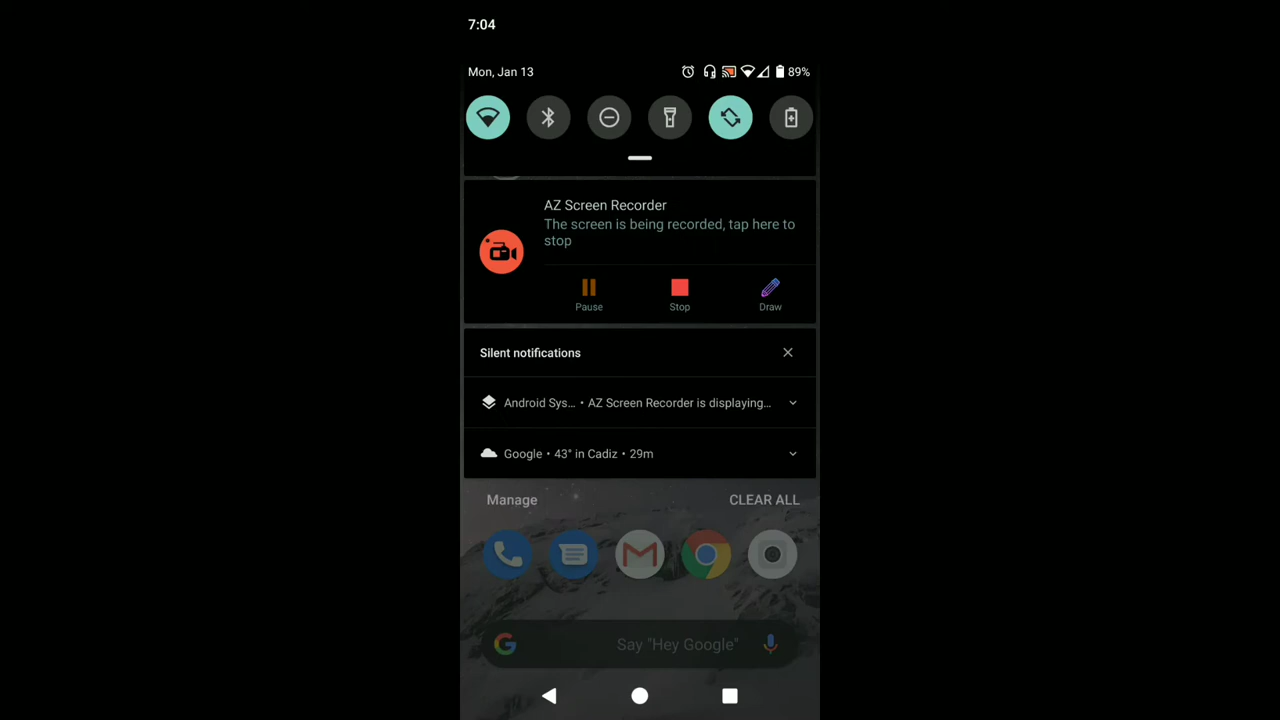 7:04
Mon, Jan 13
89%
AZ Screen Recorder
The screen is being recorded, tap here to
stop
Pause
Stop
Draw
Silent notifications
Android Sys... • AZ Screen Recorder is displaying...
Google • 43° in Cadiz • 29m
Manage
CLEAR ALL
Say "Hey Google"